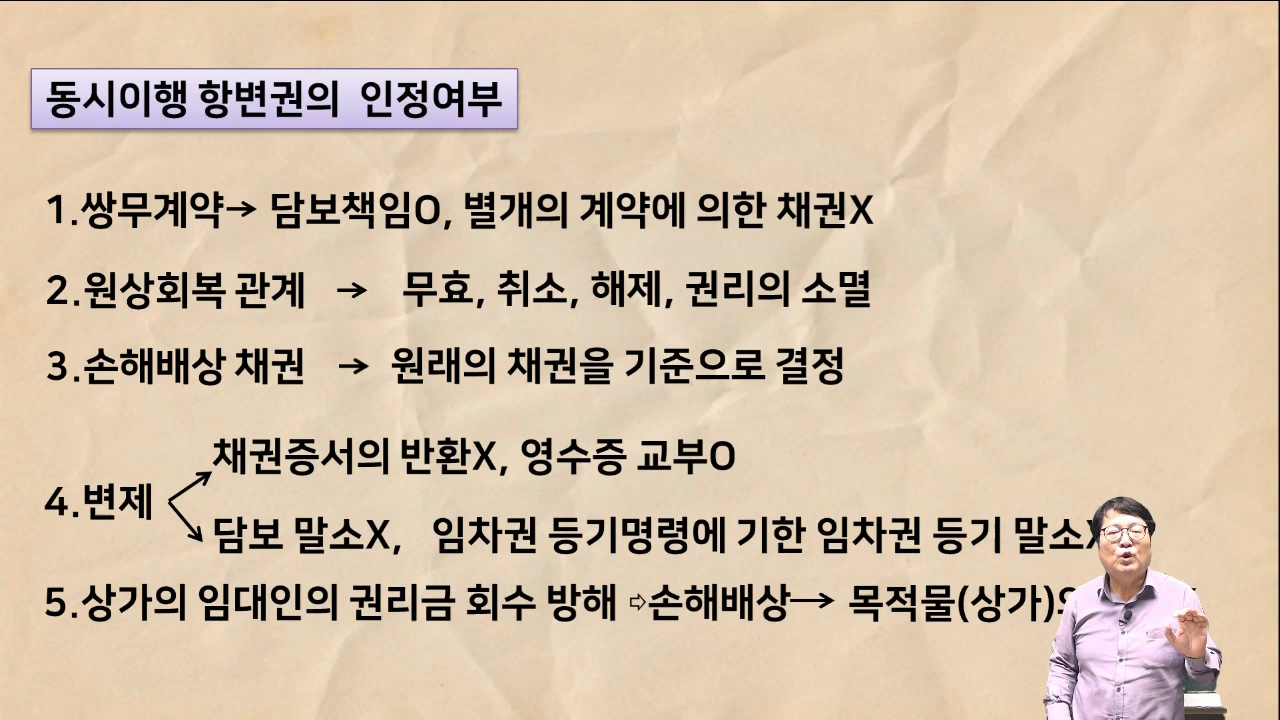 동시이행 항변권의 인정여부
1.쌍무계약→ 담보책임O, 별개의 계약에 의한 채권X
2.원상회복 관계 → 무효, 취소, 해제, 권리의 소멸
3.손해배상 채권 → 원래의 채권을 기준으로 결정
채권증서의 반환X, 영수증 교부O
4.변제
담보 말소X, 임차권 등기명령에 기한 임차권 등기 말소X
5.상가의 임대인의 권리금 회수 방해 ⇨손해배상→ 목적물(상가)